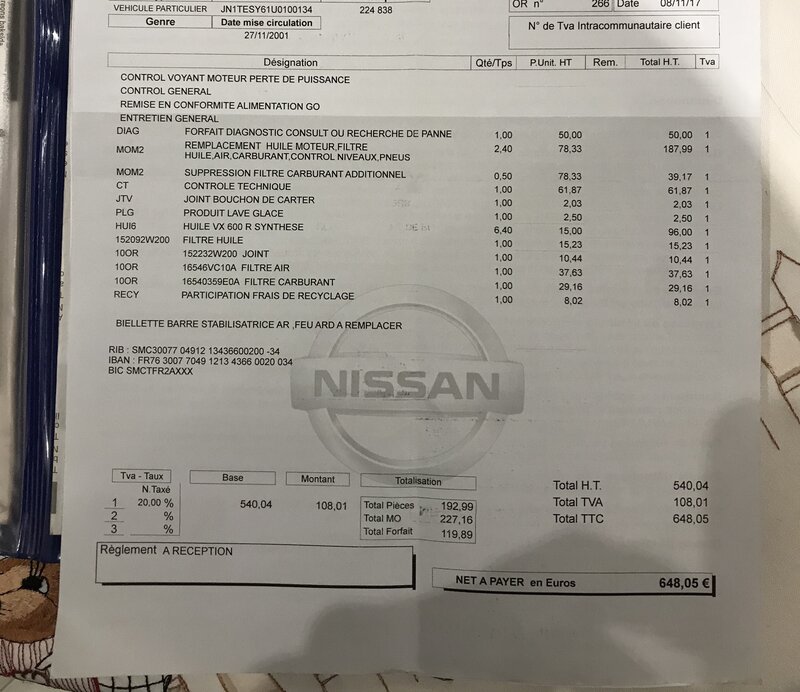 OR n° 266 Date 08/11/17
VEHICULE PARTICULIER JN1TESY61U0100134 224 838
Genre Date mise circulation
27/11/2001
N° de Tva Intracommunautaire client
Désignation Qté/Tps P.Unit. HT Rem. Total H.T. Tva
CONTROL VOYANT MOTEUR PERTE DE PUISSANCE
CONTROL GENERAL
REMISE EN CONFORMITE ALIMENTATION GO
ENTRETIEN GENERAL
DIAG FORFAIT DIAGNOSTIC CONSULT OU RECHERCHE DE PANNE 1,00 50,00 50,00 1
MOM2 REMPLACEMENT HUILE MOTEUR,FILTRE 2,40 78,33 187,99 1
HUILE,AIR,CARBURANT,CONTROL NIVEAUX,PNEUS
MOM2 SUPPRESSION FILTRE CARBURANT ADDITIONNEL 0,50 78,33 39,17 1
CT CONTROLE TECHNIQUE 1,00 61,87 61,87 1
JTV JOINT BOUCHON DE CARTER 1,00 2,03 2,03 1
PLG PRODUIT LAVE GLACE 1,00 2,50 2,50 1
HUI6 HUILE VX 600 R SYNTHESE 6,40 15,00 96,00 1
152092W200 FILTRE HUILE 1,00 15,23 15,23 1
10OR 152232W200 JOINT 1,00 10,44 10,44 1
10OR 16546VC10A FILTRE AIR 1,00 37,63 37,63 1
10OR 16540359E0A FILTRE CARBURANT 1,00 29,16 29,16 1
RECY PARTICIPATION FRAIS DE RECYCLAGE 1,00 8,02 8,02 1
BIELLETTE BARRE STABILISATRICE AR ,FEU ARD A REMPLACER
RIB : SMC30077 04912 13436600200 -34
IBAN : FR76 3007 7049 1213 4366 0020 034
BIC SMCTFR2AXXX
NISSAN
Tva - Taux Base Montant Totalisation
N.Taxé
1 20,00 % 540,04 108,01
2 %
3 %
Total Pièces 192,99
Total MO 227,16
Total Forfait 119,89
Total H.T. 540,04
Total TVA 108,01
Total TTC 648,05
Règlement A RECEPTION
NET A PAYER en Euros 648,05 €